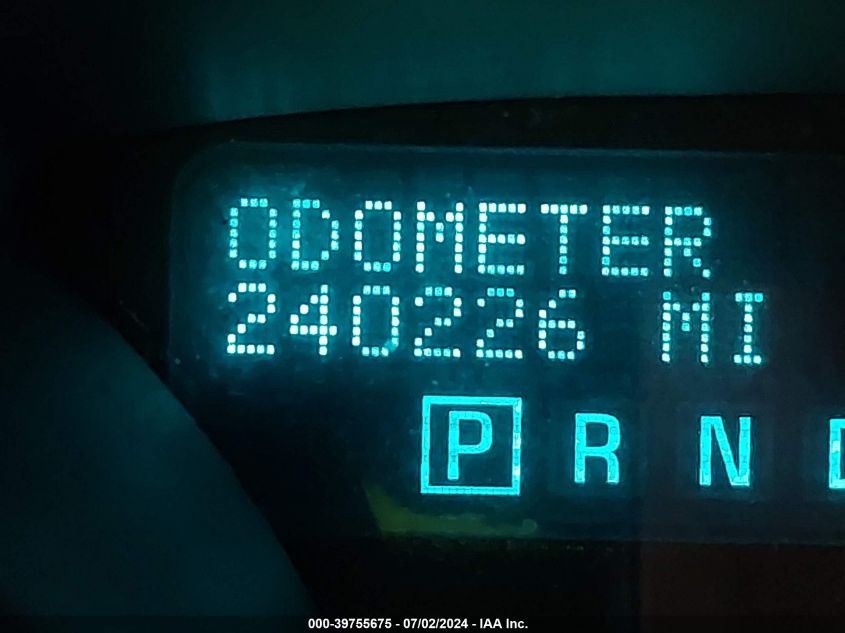 ODOMETER
240226 MI
P R N
000-39755675 - 07/02/2024 - IAA Inc.